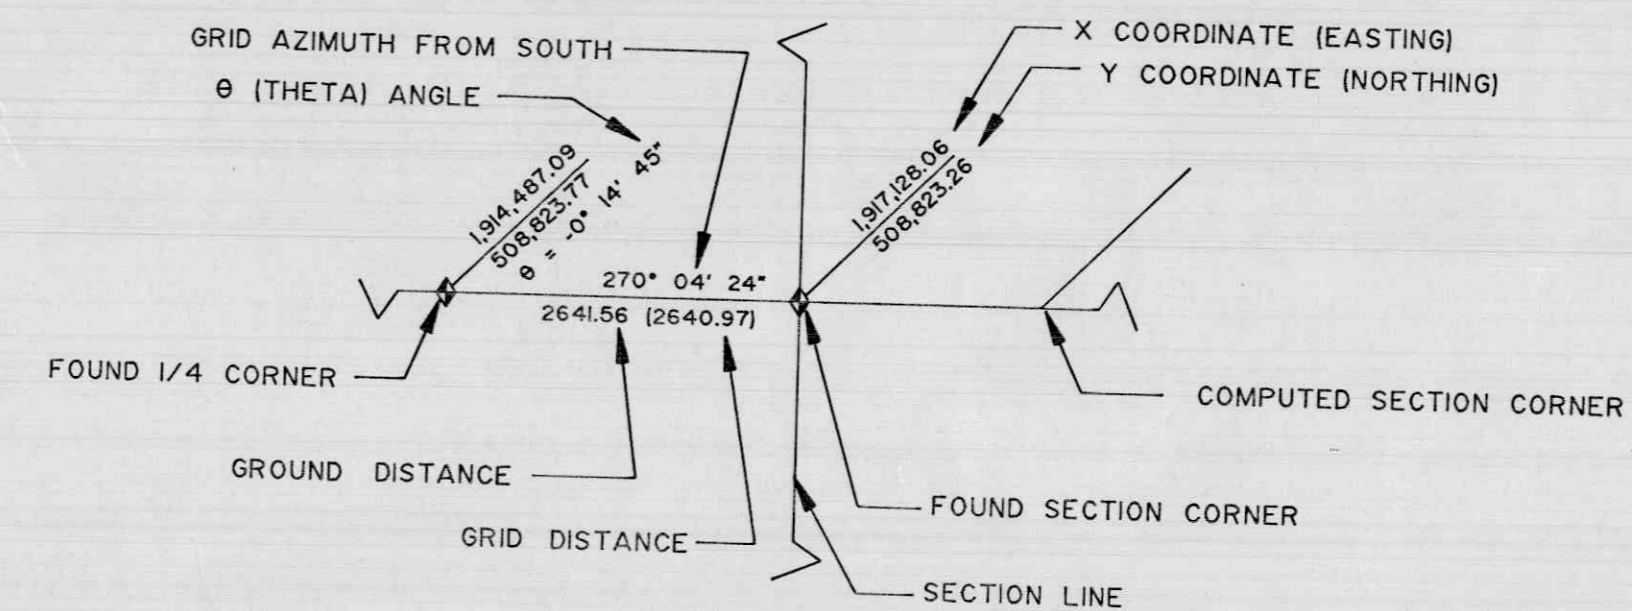 GRID AZIMUTH FROM SOUTH
θ (THETA) ANGLE
X COORDINATE (EASTING)
Y COORDINATE (NORTHING)
1,914,487.09
508,823.77
θ = -0° 14' 45"
1,917,128.06
508,823.26
270° 04' 24"
2641.56 (2640.97)
FOUND 1/4 CORNER
COMPUTED SECTION CORNER
GROUND DISTANCE
FOUND SECTION CORNER
GRID DISTANCE
SECTION LINE